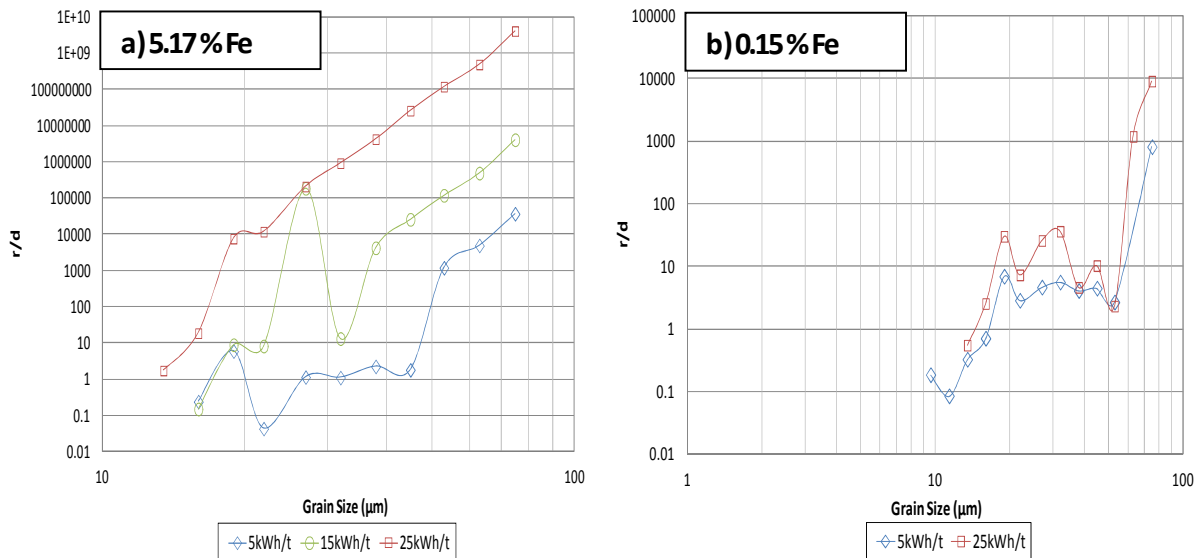 a) 5.17%Fe
1E+10
1E+09
100000000
10000000
1000000
100000
10000
1000
100
10
1
0.1
0.01
r/d
10
100
Grain Size (µm)
5kWh/t
15kWh/t
25kWh/t
b) 0.15%Fe
100000
10000
1000
100
10
1
0.1
0.01
r/d
1
10
100
Grain Size (µm)
5kWh/t
25kWh/t